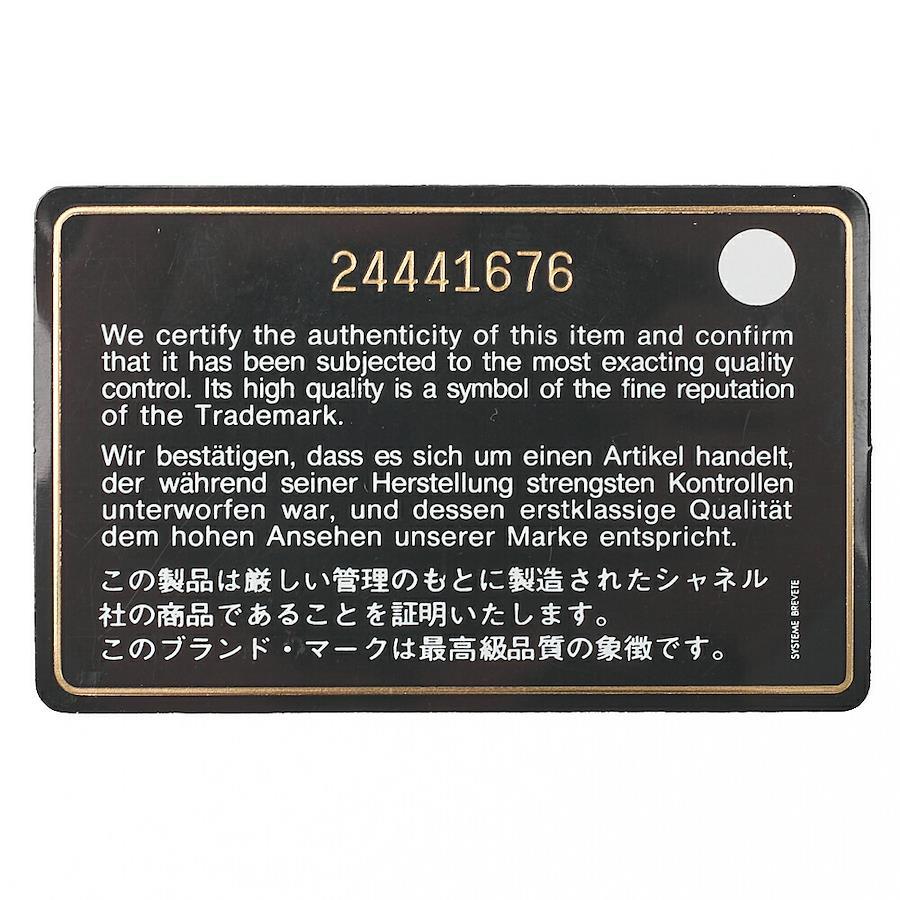 24441676
We certify the authenticity of this item and confirm
that it has been subjected to the most exacting quality
control. Its high quality is a symbol of the fine reputation
of the Trademark.
Wir bestätigen, dass es sich um einen Artikel handelt,
der während seiner Herstellung strengsten Kontrollen
unterworfen war, und dessen erstklassige Qualität
dem hohen Ansehen unserer Marke entspricht.
この製品は厳しい管理のもとに製造されたシャネル
社の商品であることを証明いたします。
このブランド・マークは最高級品質の象徴です。
SYSTEME BREVETE